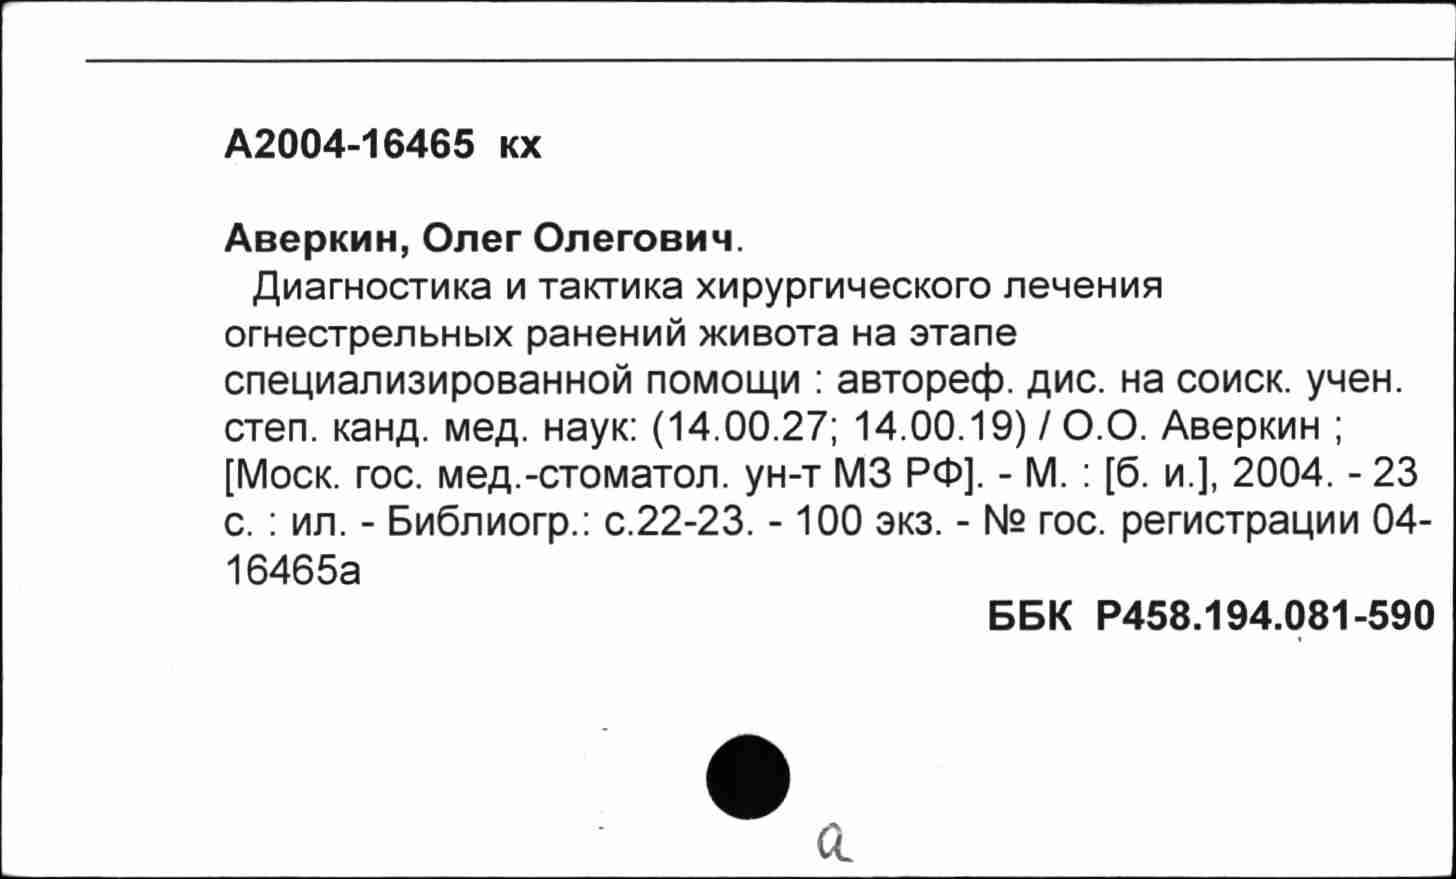 А2004-16465 кх
Аверкин, Олег Олегович.
Диагностика и тактика хирургического лечения
огнестрельных ранений живота на этапе
специализированной помощи : автореф. дис. на соиск. учен.
степ. канд. мед. наук: (14.00.27; 14.00.19) / О.О. Аверкин ;
[Моск. гос. мед.-стоматол. ун-т МЗ РФ]. - М. : [б. и.], 2004. - 23
с. : ил. - Библиогр.: с.22-23. - 100 экз. - № гос. регистрации 04-
16465а
ББК Р458.194.081-590
а